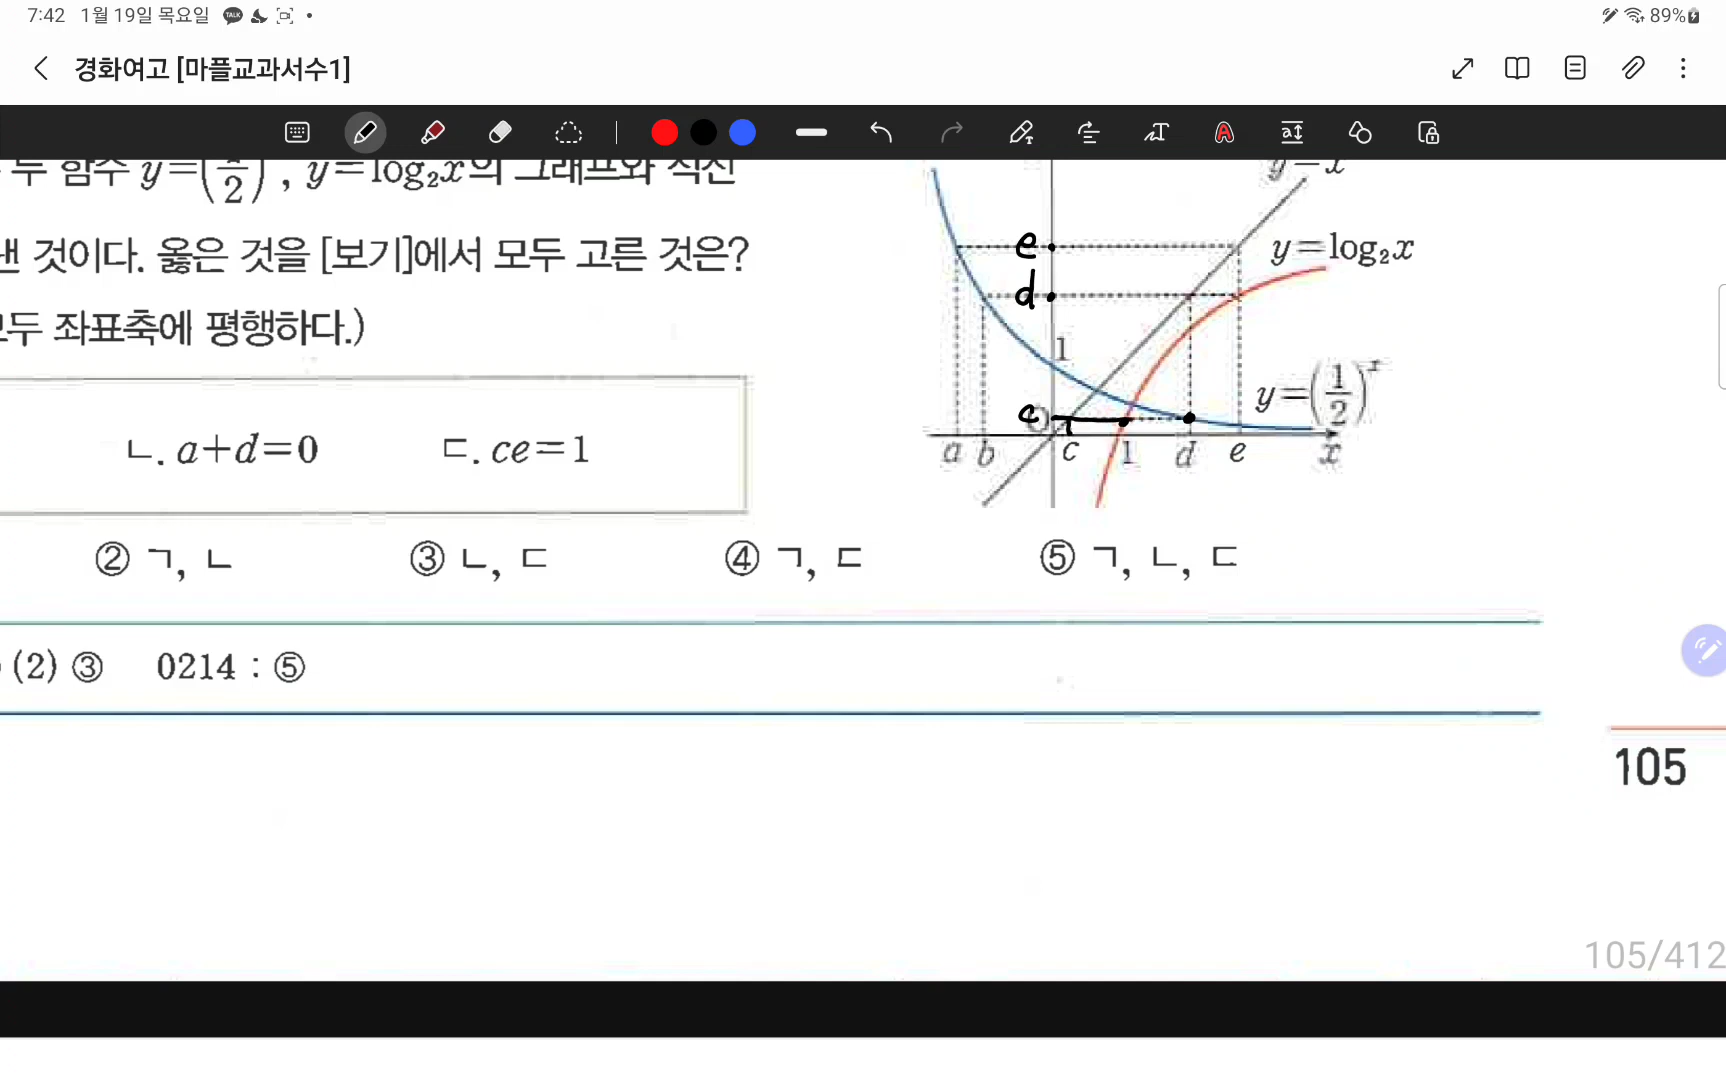 7:42 1월 19일 목요일 TALK 89%
경화여고 [마플교과서수1]
두 함수 y=(1/2)ˣ, y=log₂x의 그래프와 직선
낸 것이다. 옳은 것을 [보기]에서 모두 고른 것은?
모두 좌표축에 평행하다.)
ㄴ. a+d=0 ㄷ. ce=1
② ㄱ, ㄴ ③ ㄴ, ㄷ ④ ㄱ, ㄷ ⑤ ㄱ, ㄴ, ㄷ
y=x
e
y=log₂x
d
1
y=(1/2)ˣ
c
O
a b c 1 d e x
(2) ③ 0214 : ⑤
105
105/412